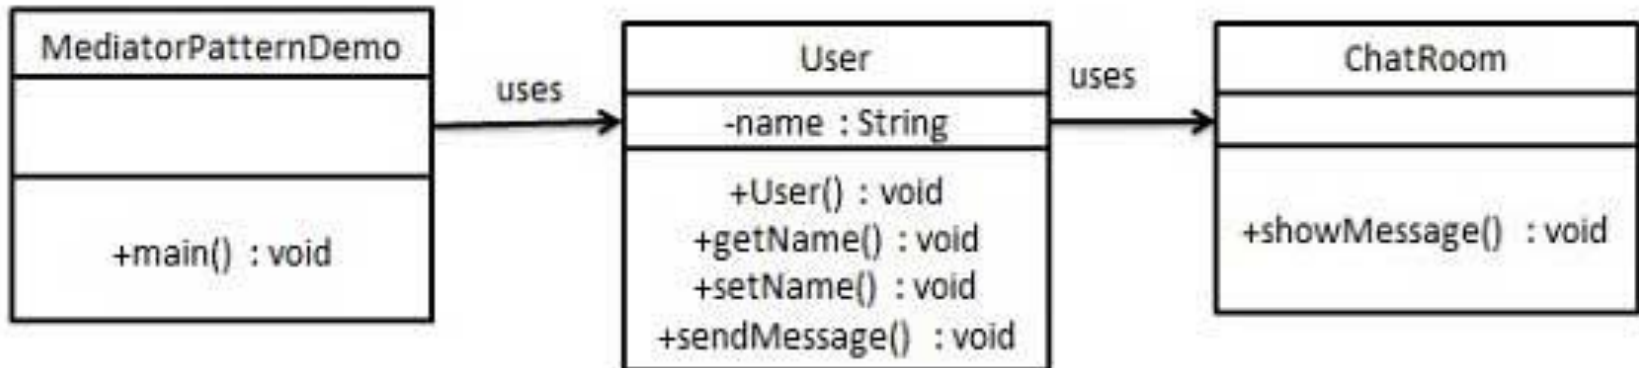 MediatorPatternDemo
+main() : void
uses
User
-name : String
+User() : void
+getName() : void
+setName() : void
+sendMessage() : void
uses
ChatRoom
+showMessage() : void